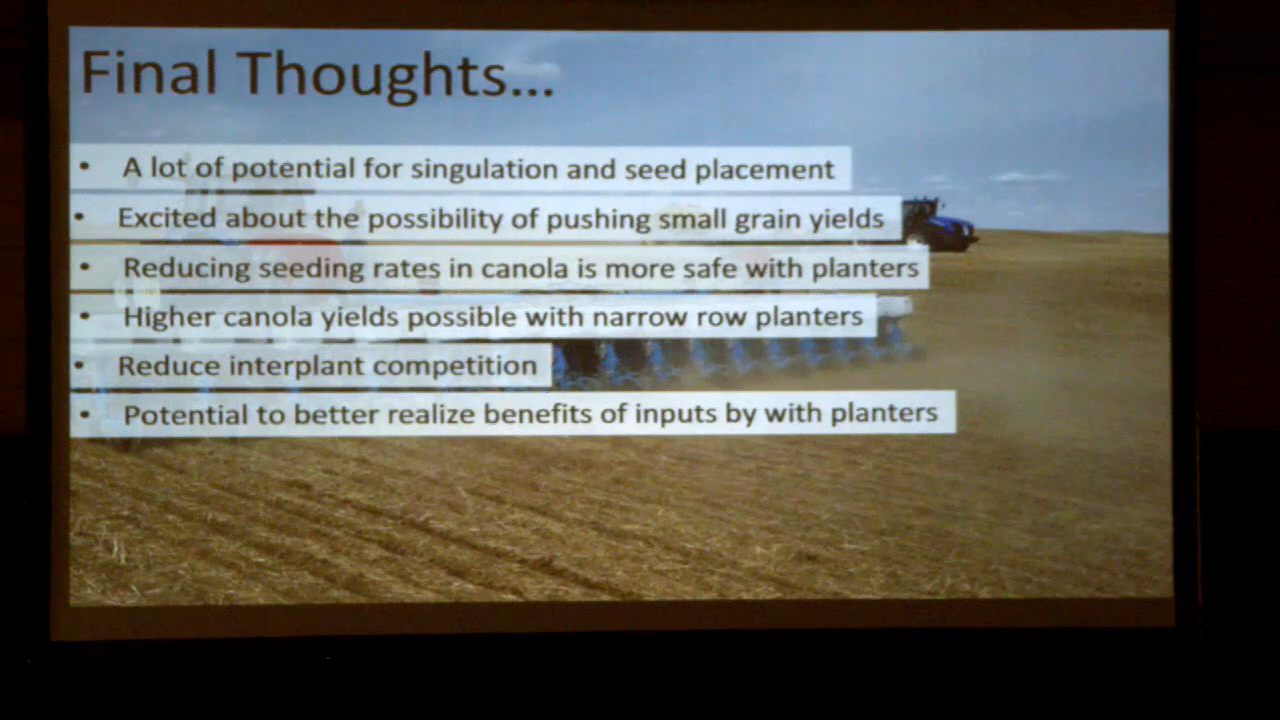 Final Thoughts...
• A lot of potential for singulation and seed placement
• Excited about the possibility of pushing small grain yields
• Reducing seeding rates in canola is more safe with planters
• Higher canola yields possible with narrow row planters
• Reduce interplant competition
• Potential to better realize benefits of inputs by with planters